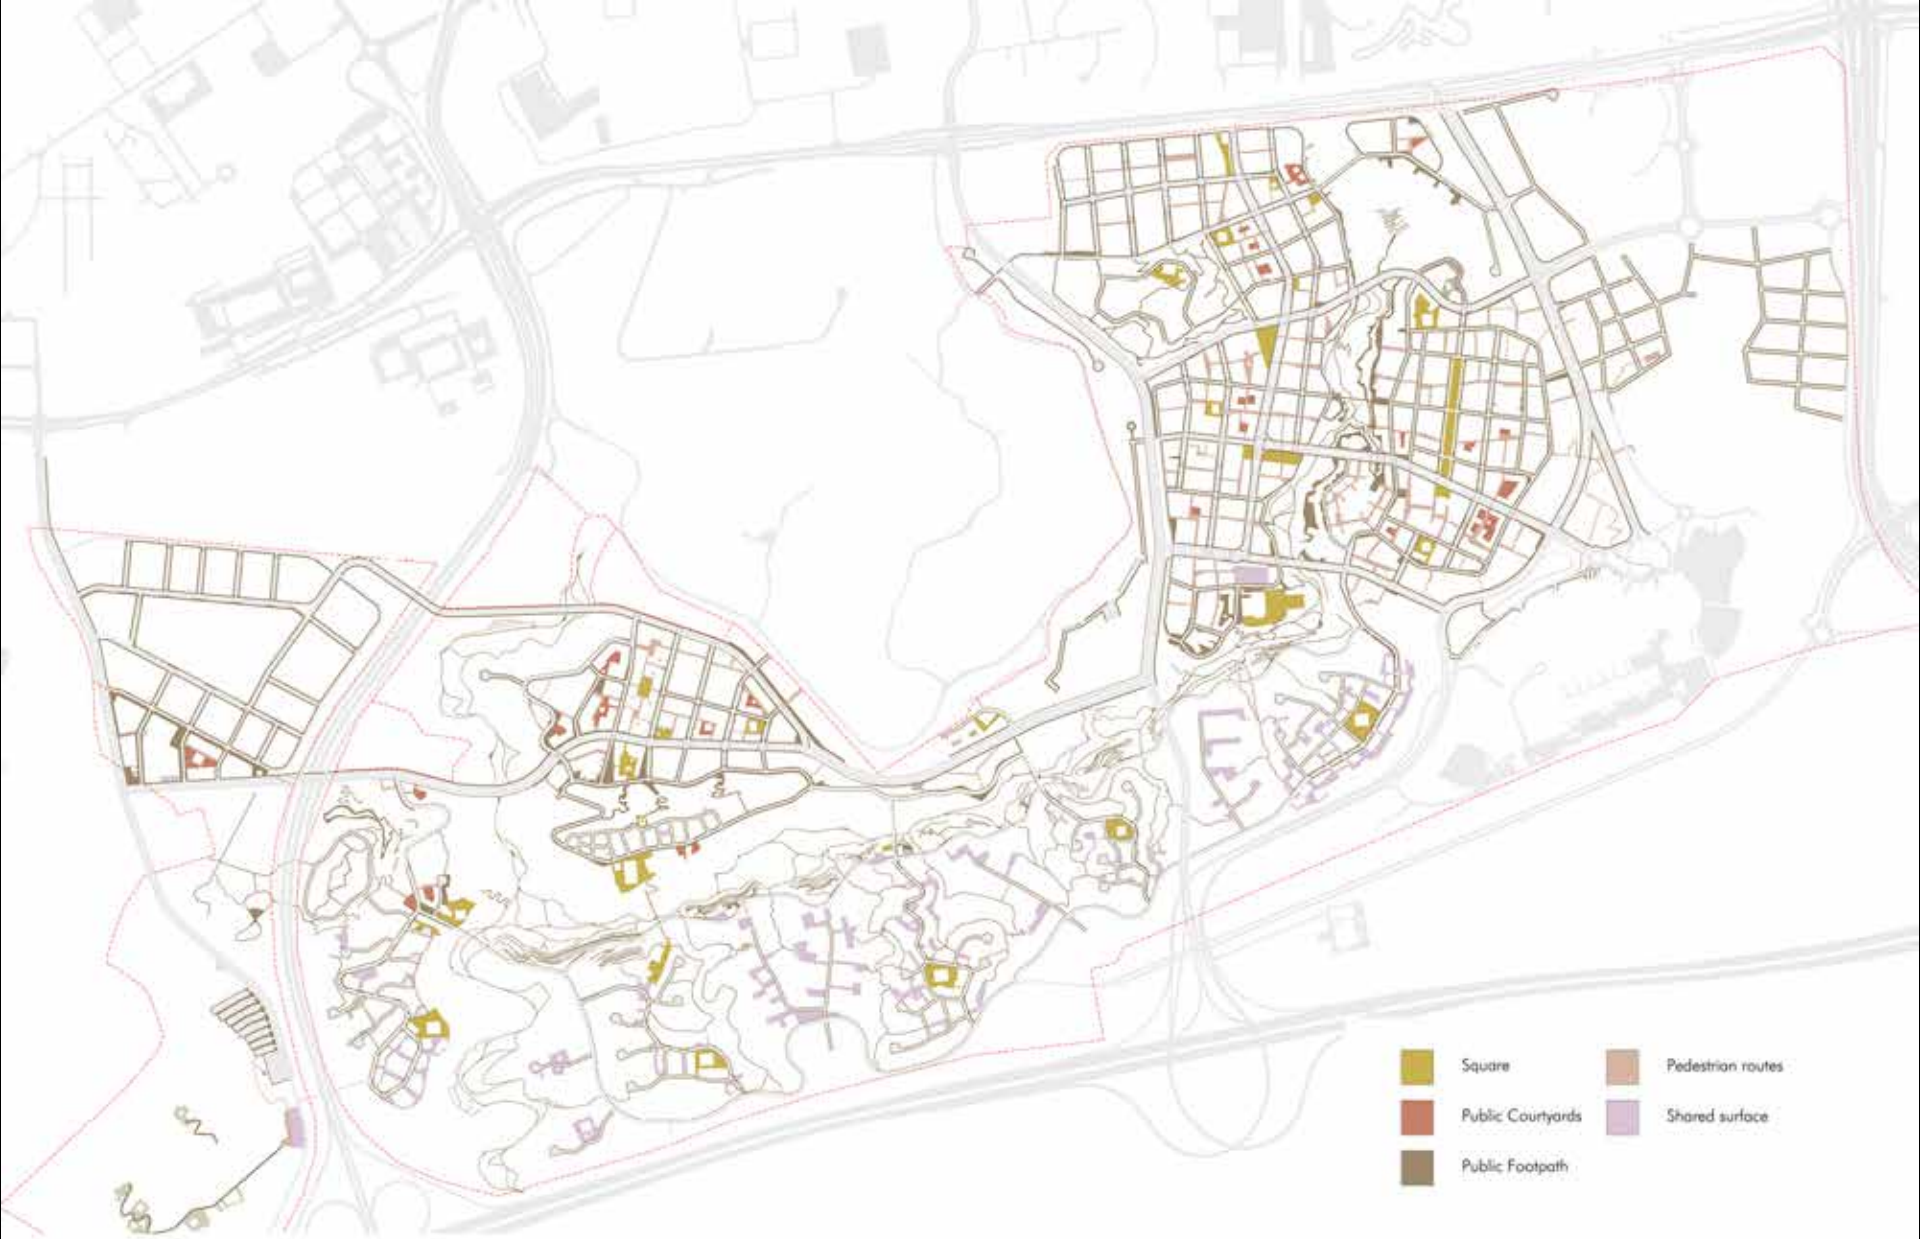 Square
Pedestrian routes
Public Courtyards
Shared surface
Public Footpath